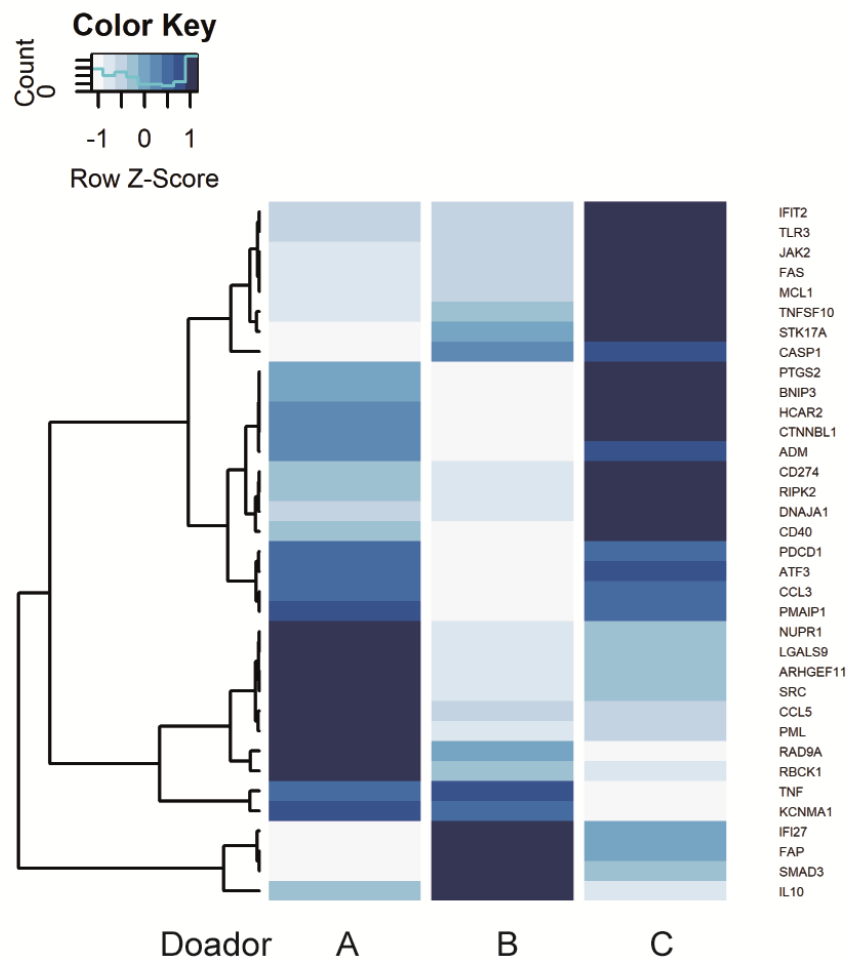 Color Key
Count
0
-1 0 1
Row Z-Score
IFIT2
TLR3
JAK2
FAS
MCL1
TNFSF10
STK17A
CASP1
PTGS2
BNIP3
HCAR2
CTNNBL1
ADM
CD274
RIPK2
DNAJA1
CD40
PDCD1
ATF3
CCL3
PMAIP1
NUPR1
LGALS9
ARHGEF11
SRC
CCL5
PML
RAD9A
RBCK1
TNF
KCNMA1
IFI27
FAP
SMAD3
IL10
Doador A B C